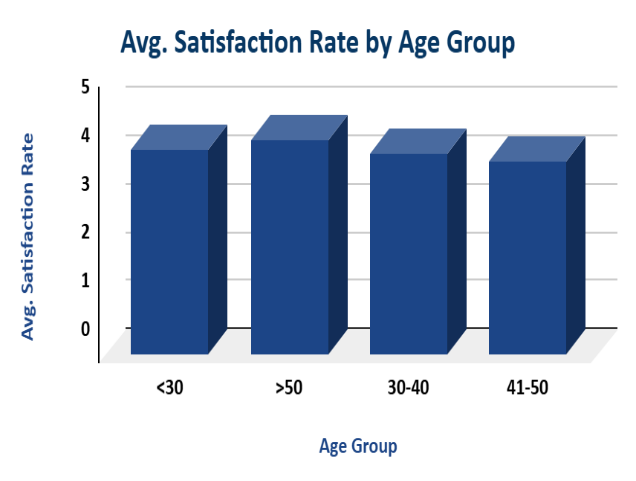 Avg. Satisfaction Rate by Age Group
Avg. Satisfaction Rate
5
4
3
2
1
0
<30 >50 30-40 41-50
Age Group